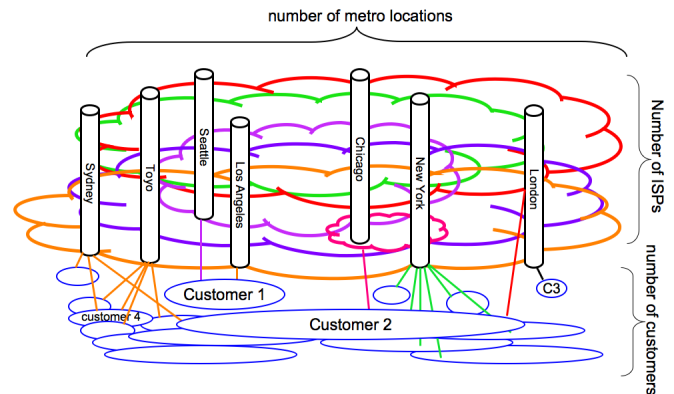 number of metro locations
Sydney
Toyo
Seattle
Los Angeles
Chicago
New York
London
Number of ISPs
number of customers
Customer 1
C3
customer 4
Customer 2